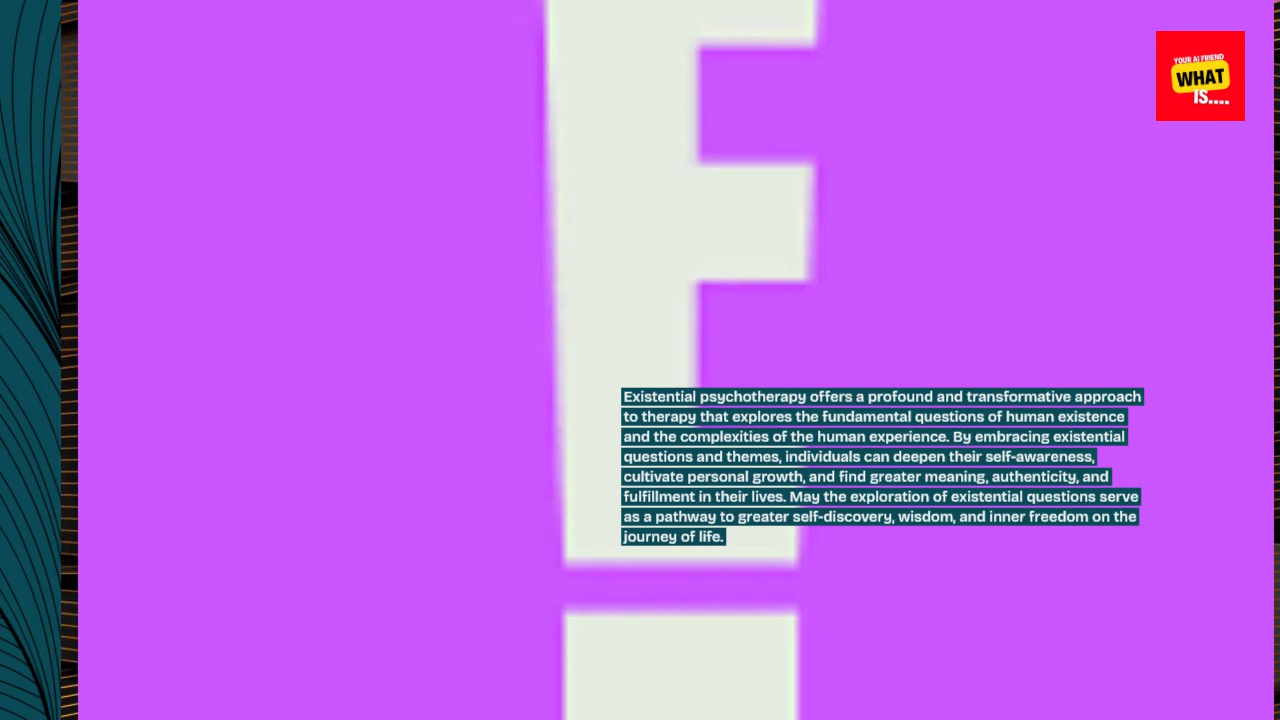 YOUR AI FRIEND
WHAT
IS....
Existential psychotherapy offers a profound and transformative approach
to therapy that explores the fundamental questions of human existence
and the complexities of the human experience. By embracing existential
questions and themes, individuals can deepen their self-awareness,
cultivate personal growth, and find greater meaning, authenticity, and
fulfillment in their lives. May the exploration of existential questions serve
as a pathway to greater self-discovery, wisdom, and inner freedom on the
journey of life.